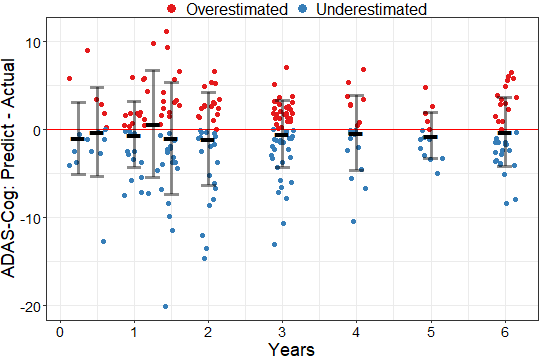 Overestimated Underestimated
ADAS-Cog: Predict - Actual
10
0
-10
-20
0 1 2 3 4 5 6
Years